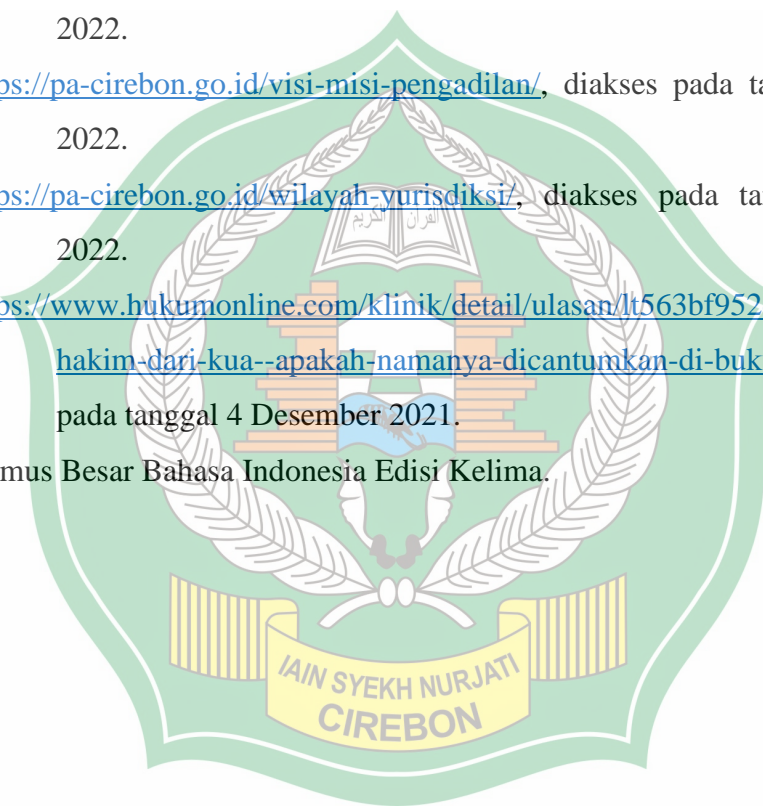 2022.
ps://pa-cirebon.go.id/visi-misi-pengadilan/, diakses pada ta
2022.
ps://pa-cirebon.go.id/wilayah-yurisdiksi/, diakses pada ta
2022.
ps://www.hukumonline.com/klinik/detail/ulasan/lt563bf952
hakim-dari-kua--apakah-namanya-dicantumkan-di-buk
pada tanggal 4 Desember 2021.
mus Besar Bahasa Indonesia Edisi Kelima.
القرآن الكريم
IAIN SYEKH NURJATI
CIREBON